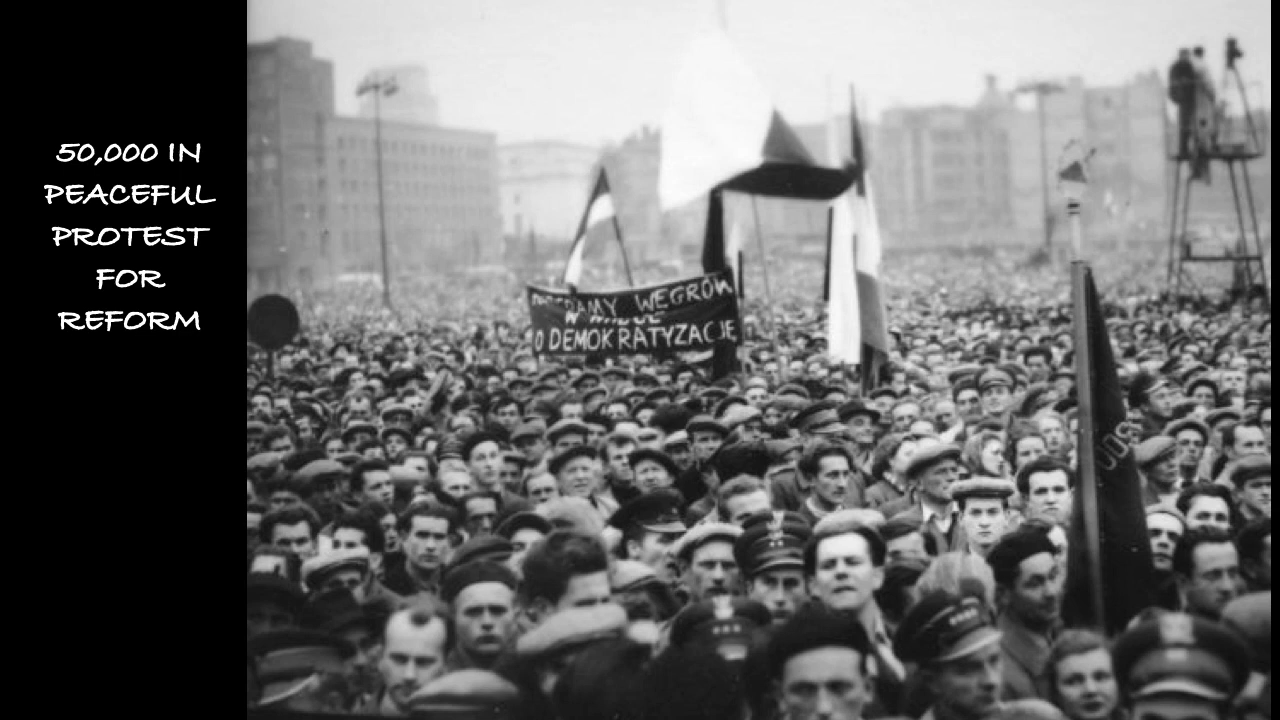 50,000 IN
PEACEFUL
PROTEST
FOR
REFORM
WĘGRÓW
O DEMOKRATYZACJĘ